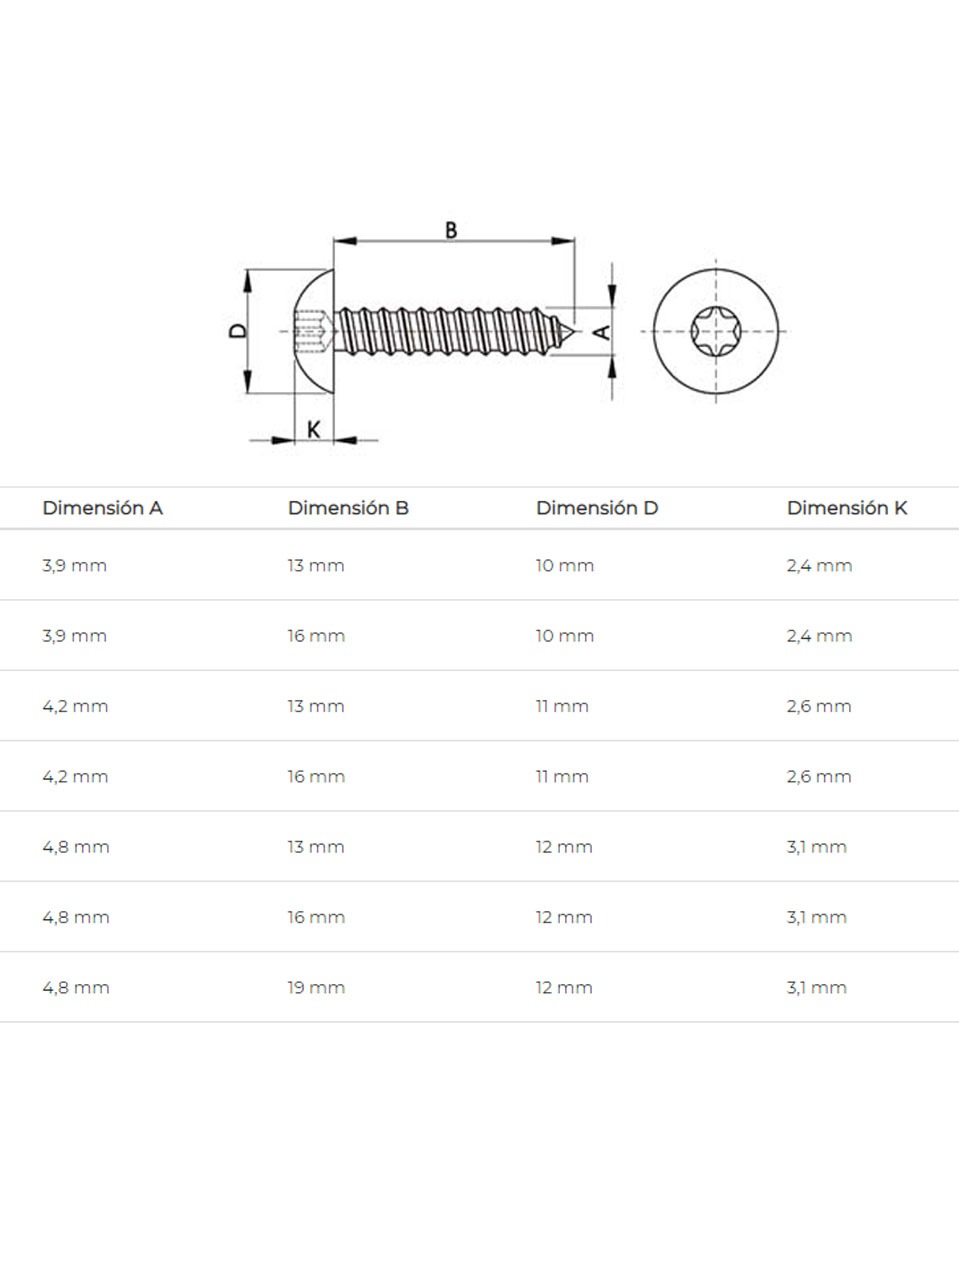 B
D
A
K
Dimensión A Dimensión B Dimensión D Dimensión K
3,9 mm 13 mm 10 mm 2,4 mm
3,9 mm 16 mm 10 mm 2,4 mm
4,2 mm 13 mm 11 mm 2,6 mm
4,2 mm 16 mm 11 mm 2,6 mm
4,8 mm 13 mm 12 mm 3,1 mm
4,8 mm 16 mm 12 mm 3,1 mm
4,8 mm 19 mm 12 mm 3,1 mm